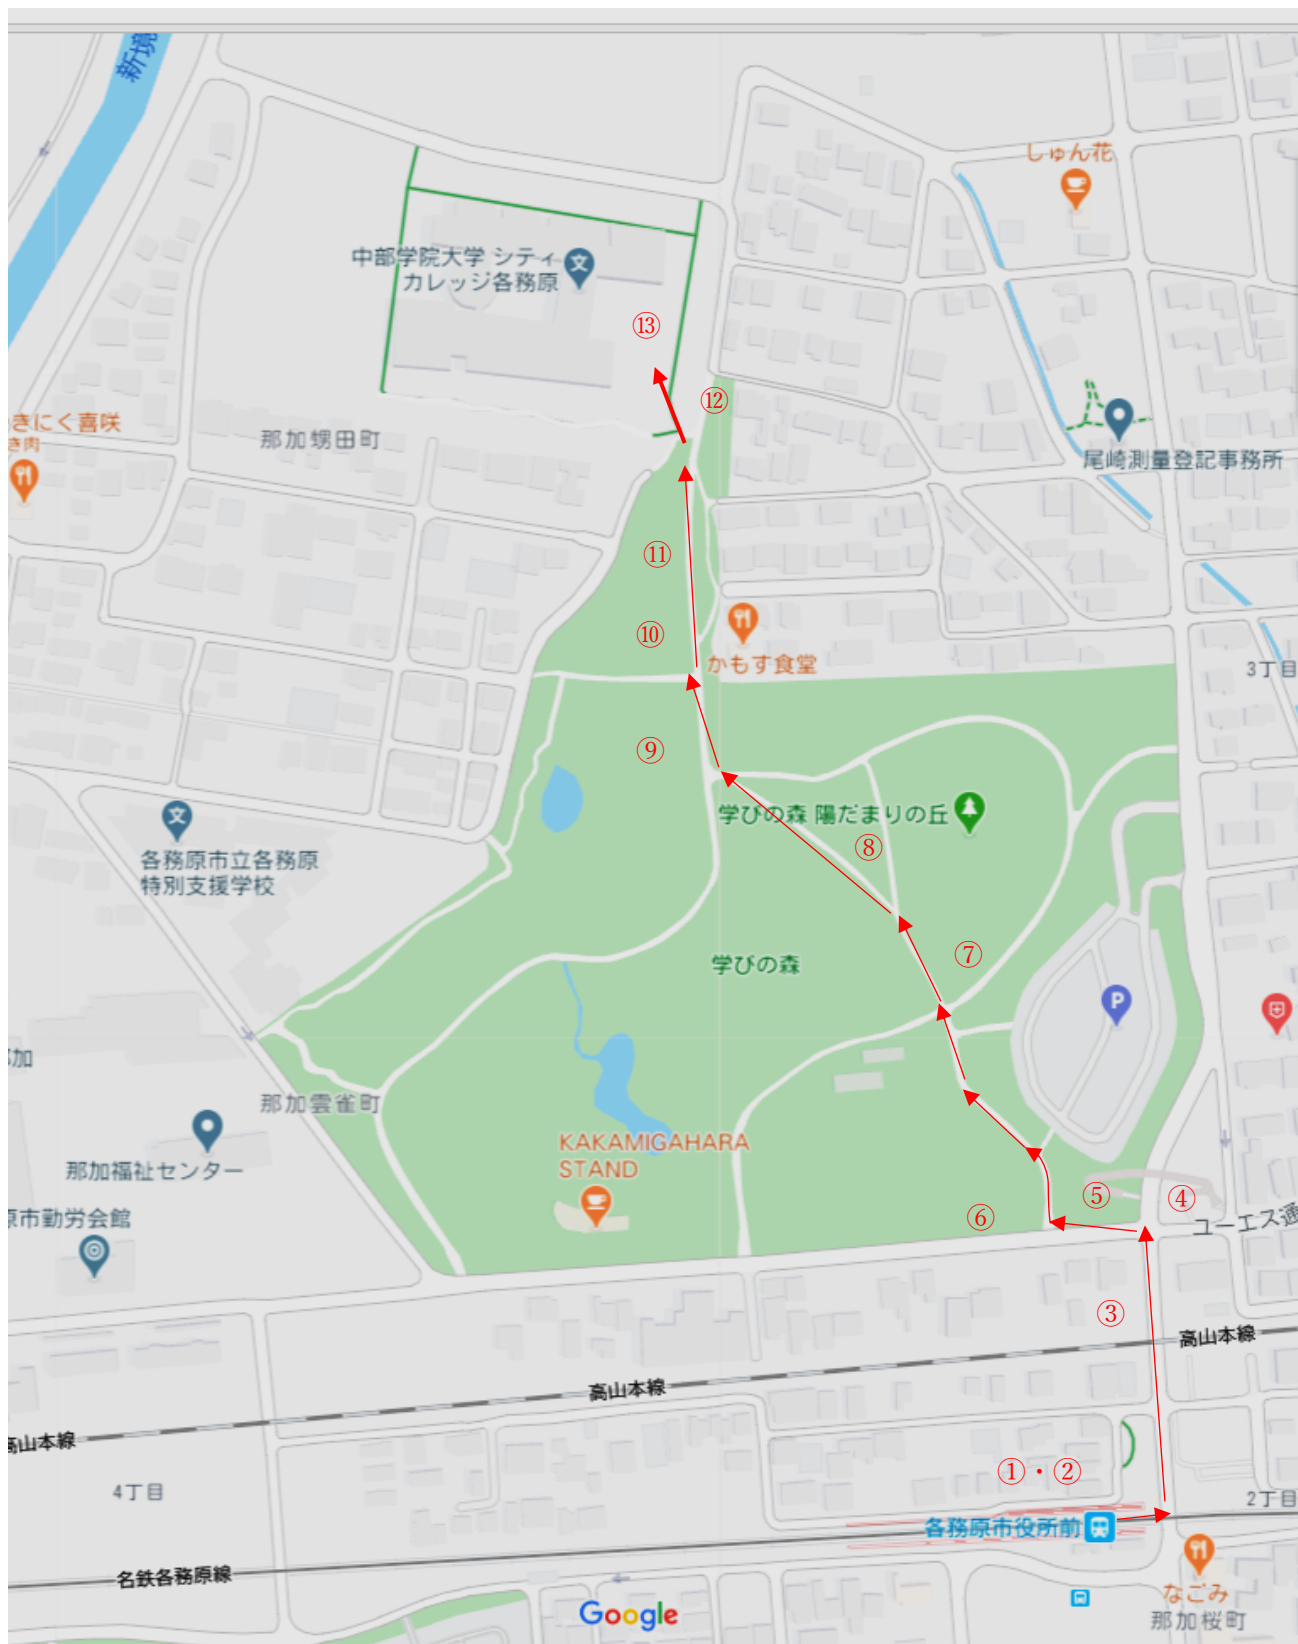 新境
しゅん花
中部学院大学 シティ
カレッジ各務原
⑬
⑫
きにく喜咲
き肉
那加甥田町
尾崎測量登記事務所
⑪
⑩
かもす食堂
3丁目
⑨
学びの森 陽だまりの丘
⑧
各務原市立各務原
特別支援学校
⑦
学びの森
P
那加
那加雲雀町
KAKAMIGAHARA
STAND
那加福祉センター
原市勤労会館
⑥
⑤
④
ユーエス通
③
高山本線
高山本線
高山本線
4丁目
①・②
2丁目
各務原市役所前
名鉄各務原線
なごみ
Google
那加桜町